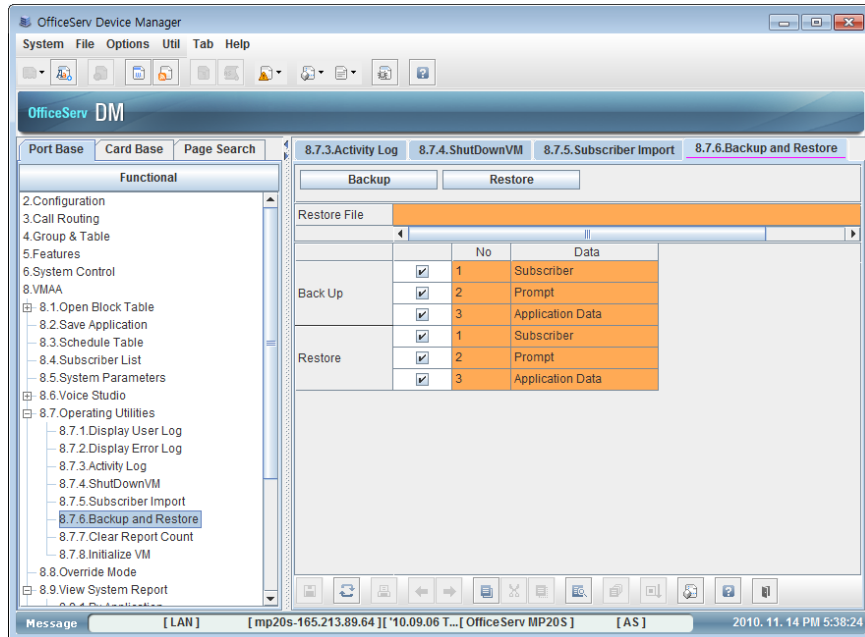 OfficeServ Device Manager
System File Options Util Tab Help
OfficeServ DM
Port Base Card Base Page Search
Functional
2.Configuration
3.Call Routing
4.Group & Table
5.Features
6.System Control
8.VMAA
8.1.Open Block Table
8.2.Save Application
8.3.Schedule Table
8.4.Subscriber List
8.5.System Parameters
8.6.Voice Studio
8.7.Operating Utilities
8.7.1.Display User Log
8.7.2.Display Error Log
8.7.3.Activity Log
8.7.4.ShutDownVM
8.7.5.Subscriber Import
8.7.6.Backup and Restore
8.7.7.Clear Report Count
8.7.8.Initialize VM
8.8.Override Mode
8.9.View System Report
8.7.3.Activity Log 8.7.4.ShutDownVM 8.7.5.Subscriber Import 8.7.6.Backup and Restore
Backup Restore
Restore File
No Data
Back Up
1 Subscriber
2 Prompt
3 Application Data
Restore
1 Subscriber
2 Prompt
3 Application Data
Message [ LAN ] [ mp20s-165.213.89.64 ][ '10.09.06 T...[ OfficeServ MP20S ] [ AS ] 2010. 11. 14 PM 5:38:24